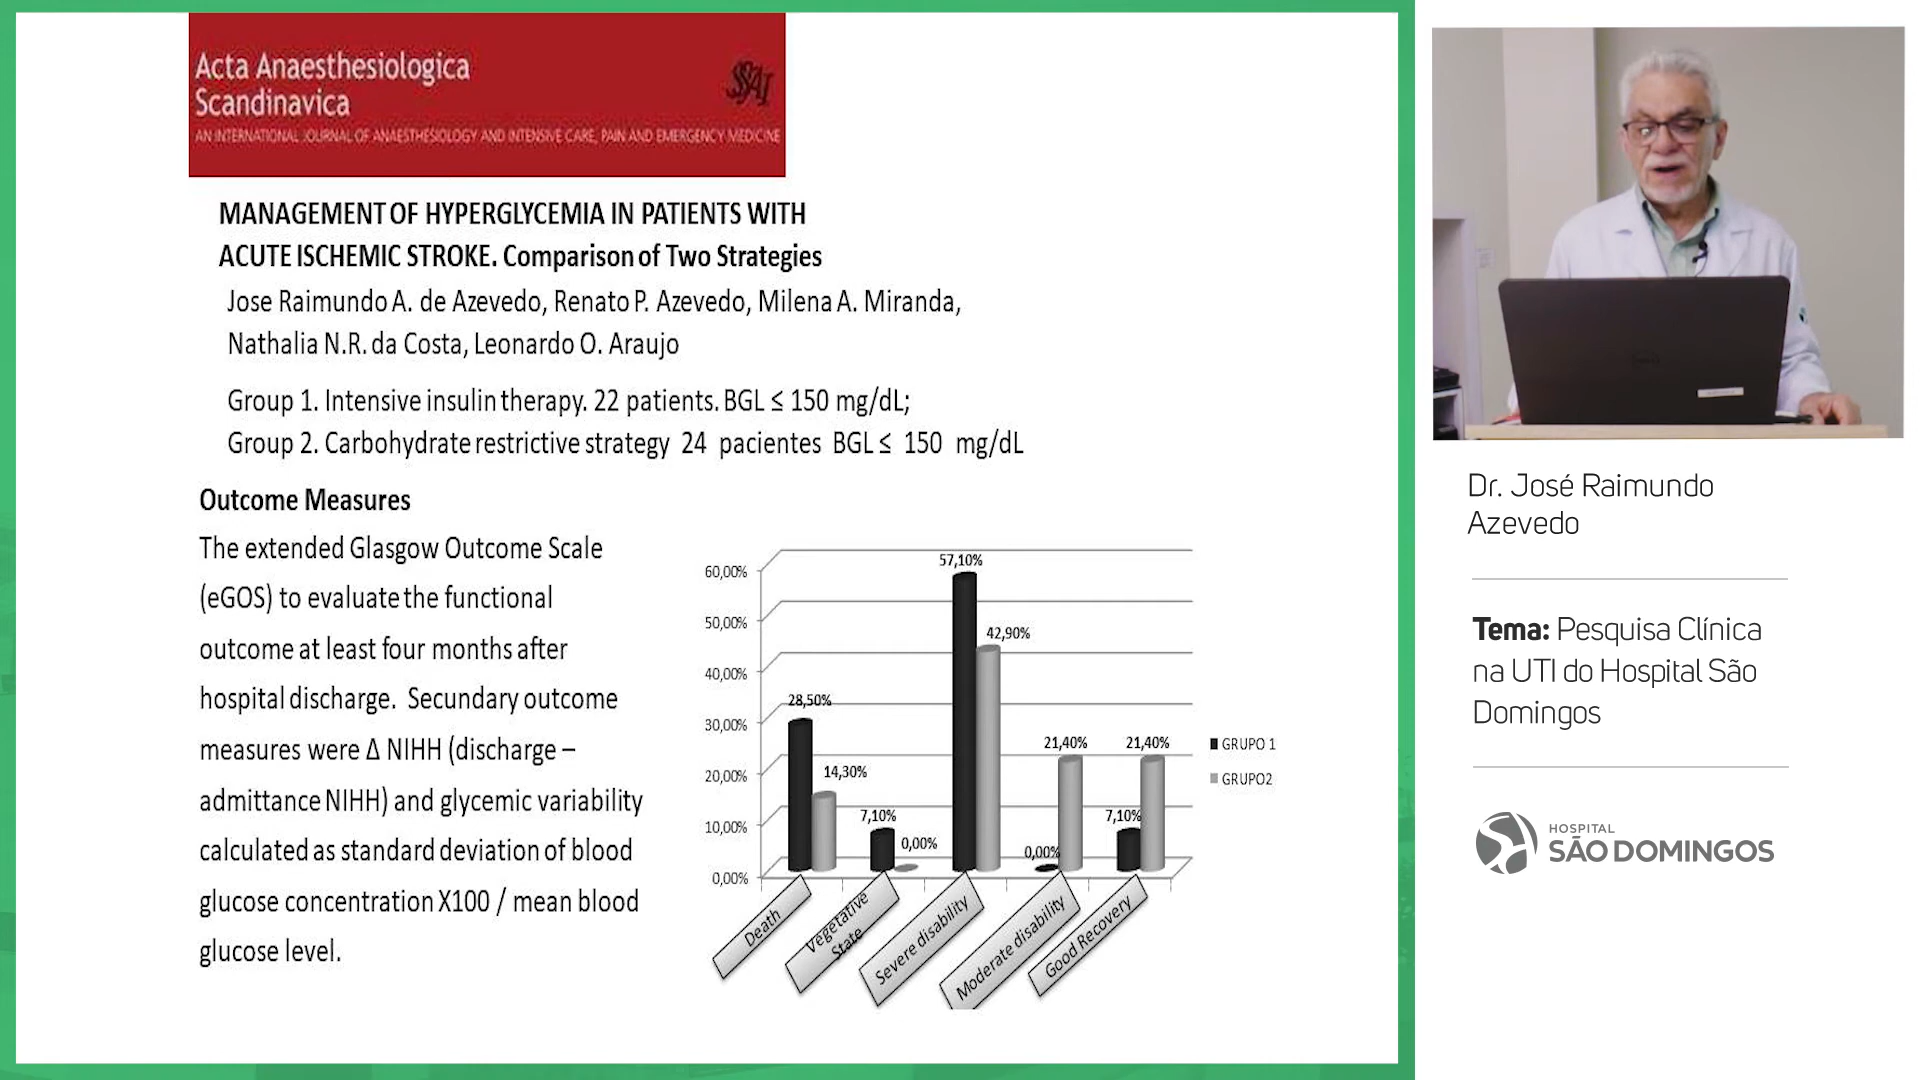 Acta Anaesthesiologica
Scandinavica
SSAI
AN INTERNATIONAL JOURNAL OF ANAESTHESIOLOGY AND INTENSIVE CARE, PAIN AND EMERGENCY MEDICINE
MANAGEMENT OF HYPERGLYCEMIA IN PATIENTS WITH
ACUTE ISCHEMIC STROKE. Comparison of Two Strategies
Jose Raimundo A. de Azevedo, Renato P. Azevedo, Milena A. Miranda,
Nathalia N.R. da Costa, Leonardo O. Araujo
Group 1. Intensive insulin therapy. 22 patients. BGL ≤ 150 mg/dL;
Group 2. Carbohydrate restrictive strategy 24 pacientes BGL ≤ 150 mg/dL
Outcome Measures
The extended Glasgow Outcome Scale
(eGOS) to evaluate the functional
outcome at least four months after
hospital discharge. Secundary outcome
measures were Δ NIHH (discharge –
admittance NIHH) and glycemic variability
calculated as standard deviation of blood
glucose concentration X100 / mean blood
glucose level.
60,00%
50,00%
40,00%
30,00%
20,00%
10,00%
0,00%
28,50%
14,30%
7,10%
0,00%
57,10%
42,90%
0,00%
21,40%
7,10%
21,40%
Death
Vegetative
State
Severe disability
Moderate disability
Good Recovery
GRUPO 1
GRUPO2
Dr. José Raimundo
Azevedo
Tema: Pesquisa Clínica
na UTI do Hospital São
Domingos
HOSPITAL
SÃO DOMINGOS